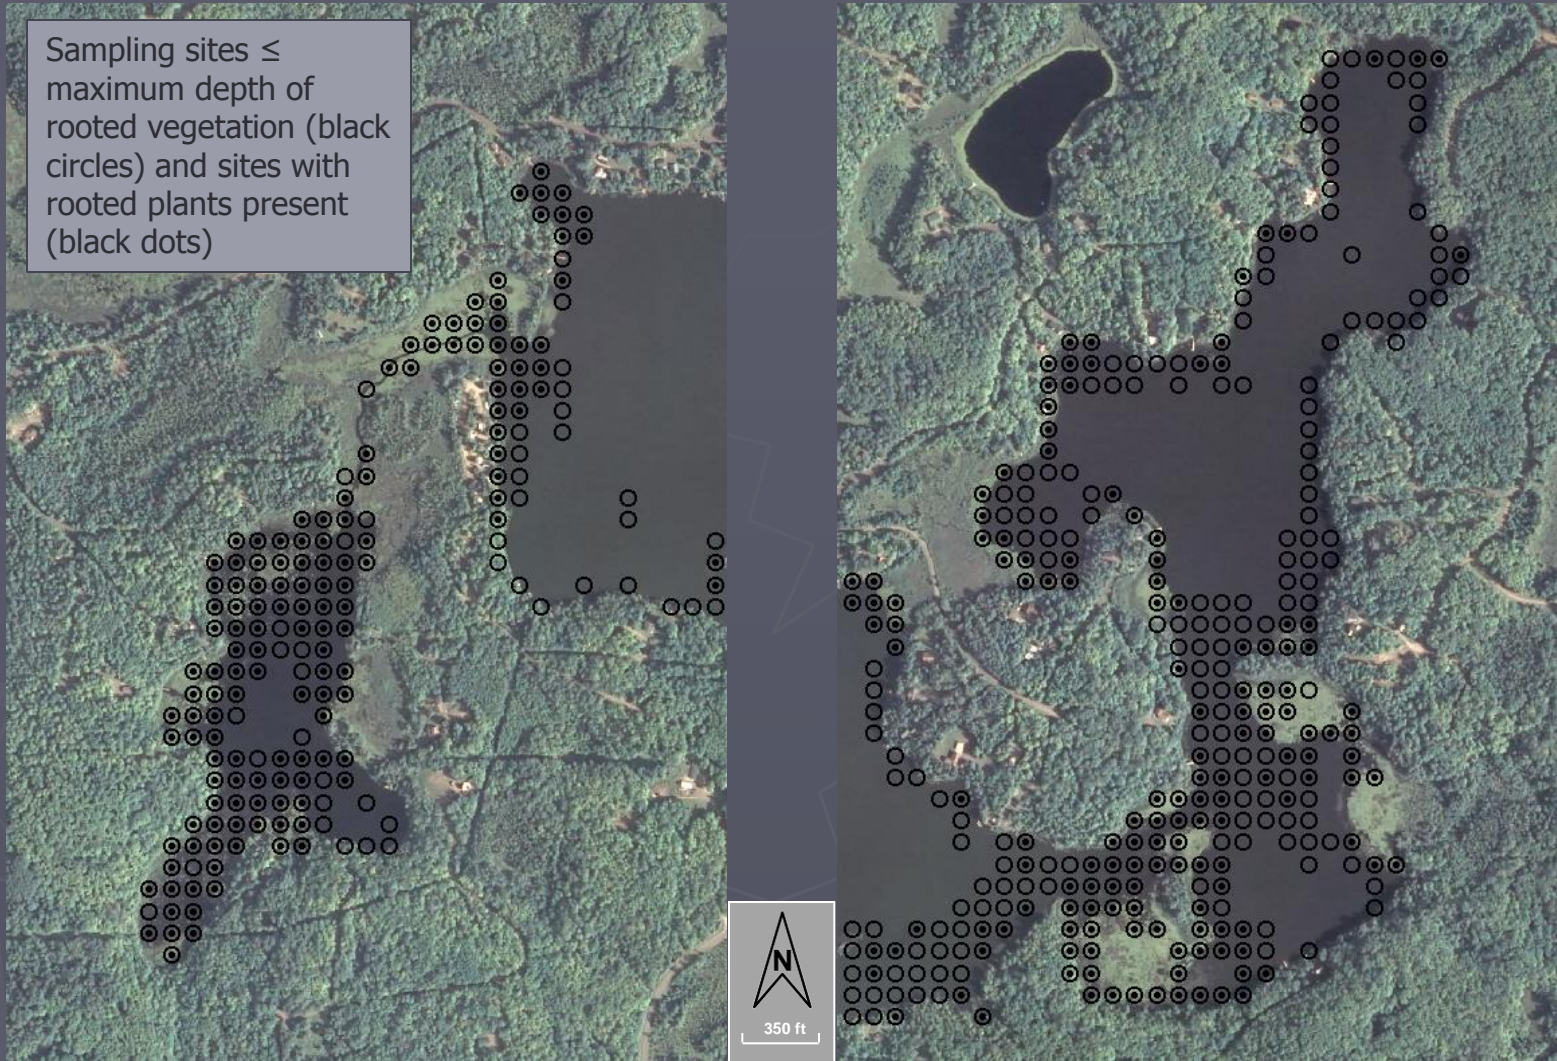 Sampling sites ≤
maximum depth of
rooted vegetation (black
circles) and sites with
rooted plants present
(black dots)
N
350 ft